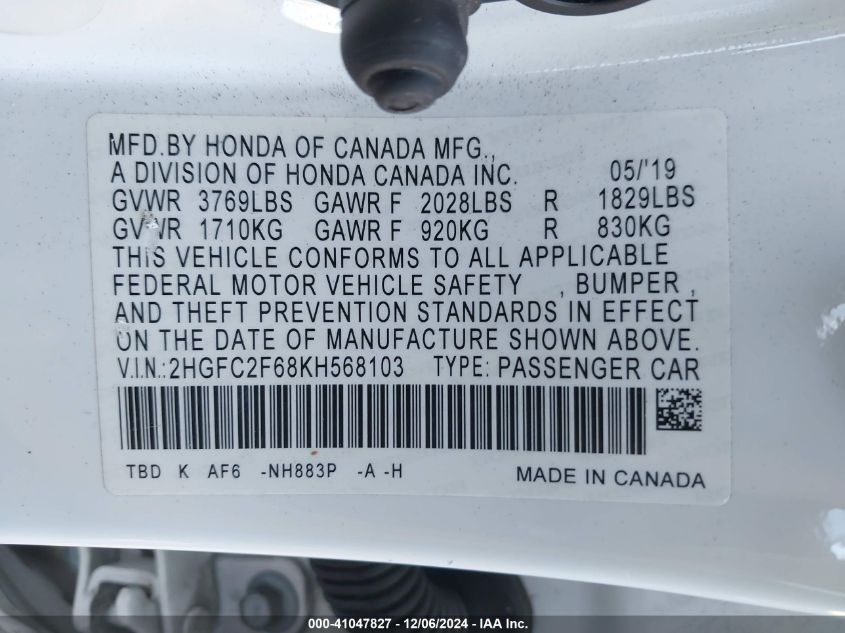 MFD.BY HONDA OF CANADA MFG.,
A DIVISION OF HONDA CANADA INC. 05/'19
GVWR 3769LBS GAWR F 2028LBS R 1829LBS
GVWR 1710KG GAWR F 920KG R 830KG
THIS VEHICLE CONFORMS TO ALL APPLICABLE
FEDERAL MOTOR VEHICLE SAFETY , BUMPER ,
AND THEFT PREVENTION STANDARDS IN EFFECT
ON THE DATE OF MANUFACTURE SHOWN ABOVE.
V.I.N.:2HGFC2F68KH568103 TYPE: PASSENGER CAR
TBD K AF6 -NH883P -A -H MADE IN CANADA
000-41047827 - 12/06/2024 - IAA Inc.